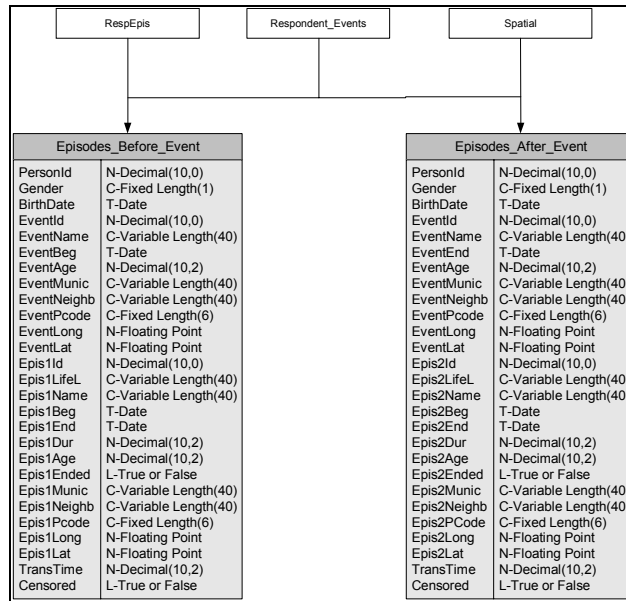 RespEpis
Respondent_Events
Spatial
Episodes_Before_Event
PersonId N-Decimal(10,0)
Gender C-Fixed Length(1)
BirthDate T-Date
EventId N-Decimal(10,0)
EventName C-Variable Length(40)
EventBeg T-Date
EventAge N-Decimal(10,2)
EventMunic C-Variable Length(40)
EventNeighb C-Variable Length(40)
EventPcode C-Fixed Length(6)
EventLong N-Floating Point
EventLat N-Floating Point
Epis1Id N-Decimal(10,0)
Epis1LifeL C-Variable Length(40)
Epis1Name C-Variable Length(40)
Epis1Beg T-Date
Epis1End T-Date
Epis1Dur N-Decimal(10,2)
Epis1Age N-Decimal(10,2)
Epis1Ended L-True or False
Epis1Munic C-Variable Length(40)
Epis1Neighb C-Variable Length(40)
Epis1Pcode C-Fixed Length(6)
Epis1Long N-Floating Point
Epis1Lat N-Floating Point
TransTime N-Decimal(10,2)
Censored L-True or False
Episodes_After_Event
PersonId N-Decimal(10,0)
Gender C-Fixed Length(1)
BirthDate T-Date
EventId N-Decimal(10,0)
EventName C-Variable Length(40
EventEnd T-Date
EventAge N-Decimal(10,2)
EventMunic C-Variable Length(40
EventNeighb C-Variable Length(40
EventPcode C-Fixed Length(6)
EventLong N-Floating Point
EventLat N-Floating Point
Epis2Id N-Decimal(10,0)
Epis2LifeL C-Variable Length(40
Epis2Name C-Variable Length(40
Epis2Beg T-Date
Epis2End T-Date
Epis2Dur N-Decimal(10,2)
Epis2Age N-Decimal(10,2)
Epis2Ended L-True or False
Epis2Munic C-Variable Length(40
Epis2Neighb C-Variable Length(40
Epis2PCode C-Fixed Length(6)
Epis2Long N-Floating Point
Epis2Lat N-Floating Point
TransTime N-Decimal(10,2)
Censored L-True or False